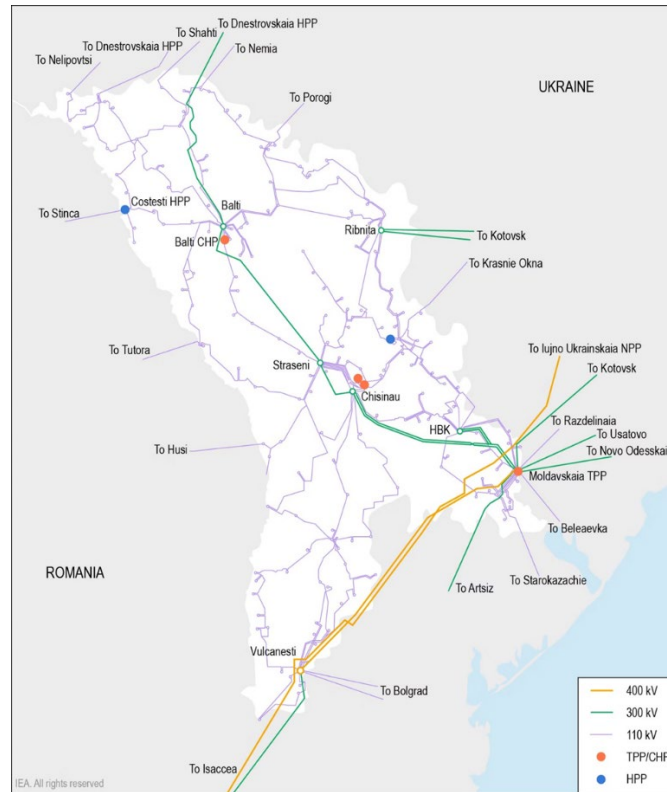 To Dnestrovskaia HPP
To Shahti
To Dnestrovskaia HPP
To Nemia
To Nelipovtsi
UKRAINE
To Porogi
Costesti HPP
Balti
To Stinca
Ribnita
Balti CHP
To Kotovsk
To Krasnie Okna
To Tutora
To Iujno Ukrainskaia NPP
Straseni
To Kotovsk
Chisinau
To Razdelinaia
HBK
To Usatovo
To Husi
To Novo Odesskai
Moldavskaia TPP
To Beleaevka
ROMANIA
To Starokazachie
To Artsiz
Vulcanesti
To Bolgrad
400 kV
300 kV
110 kV
To Isaccea
TPP/CHP
HPP
IEA. All rights reserved